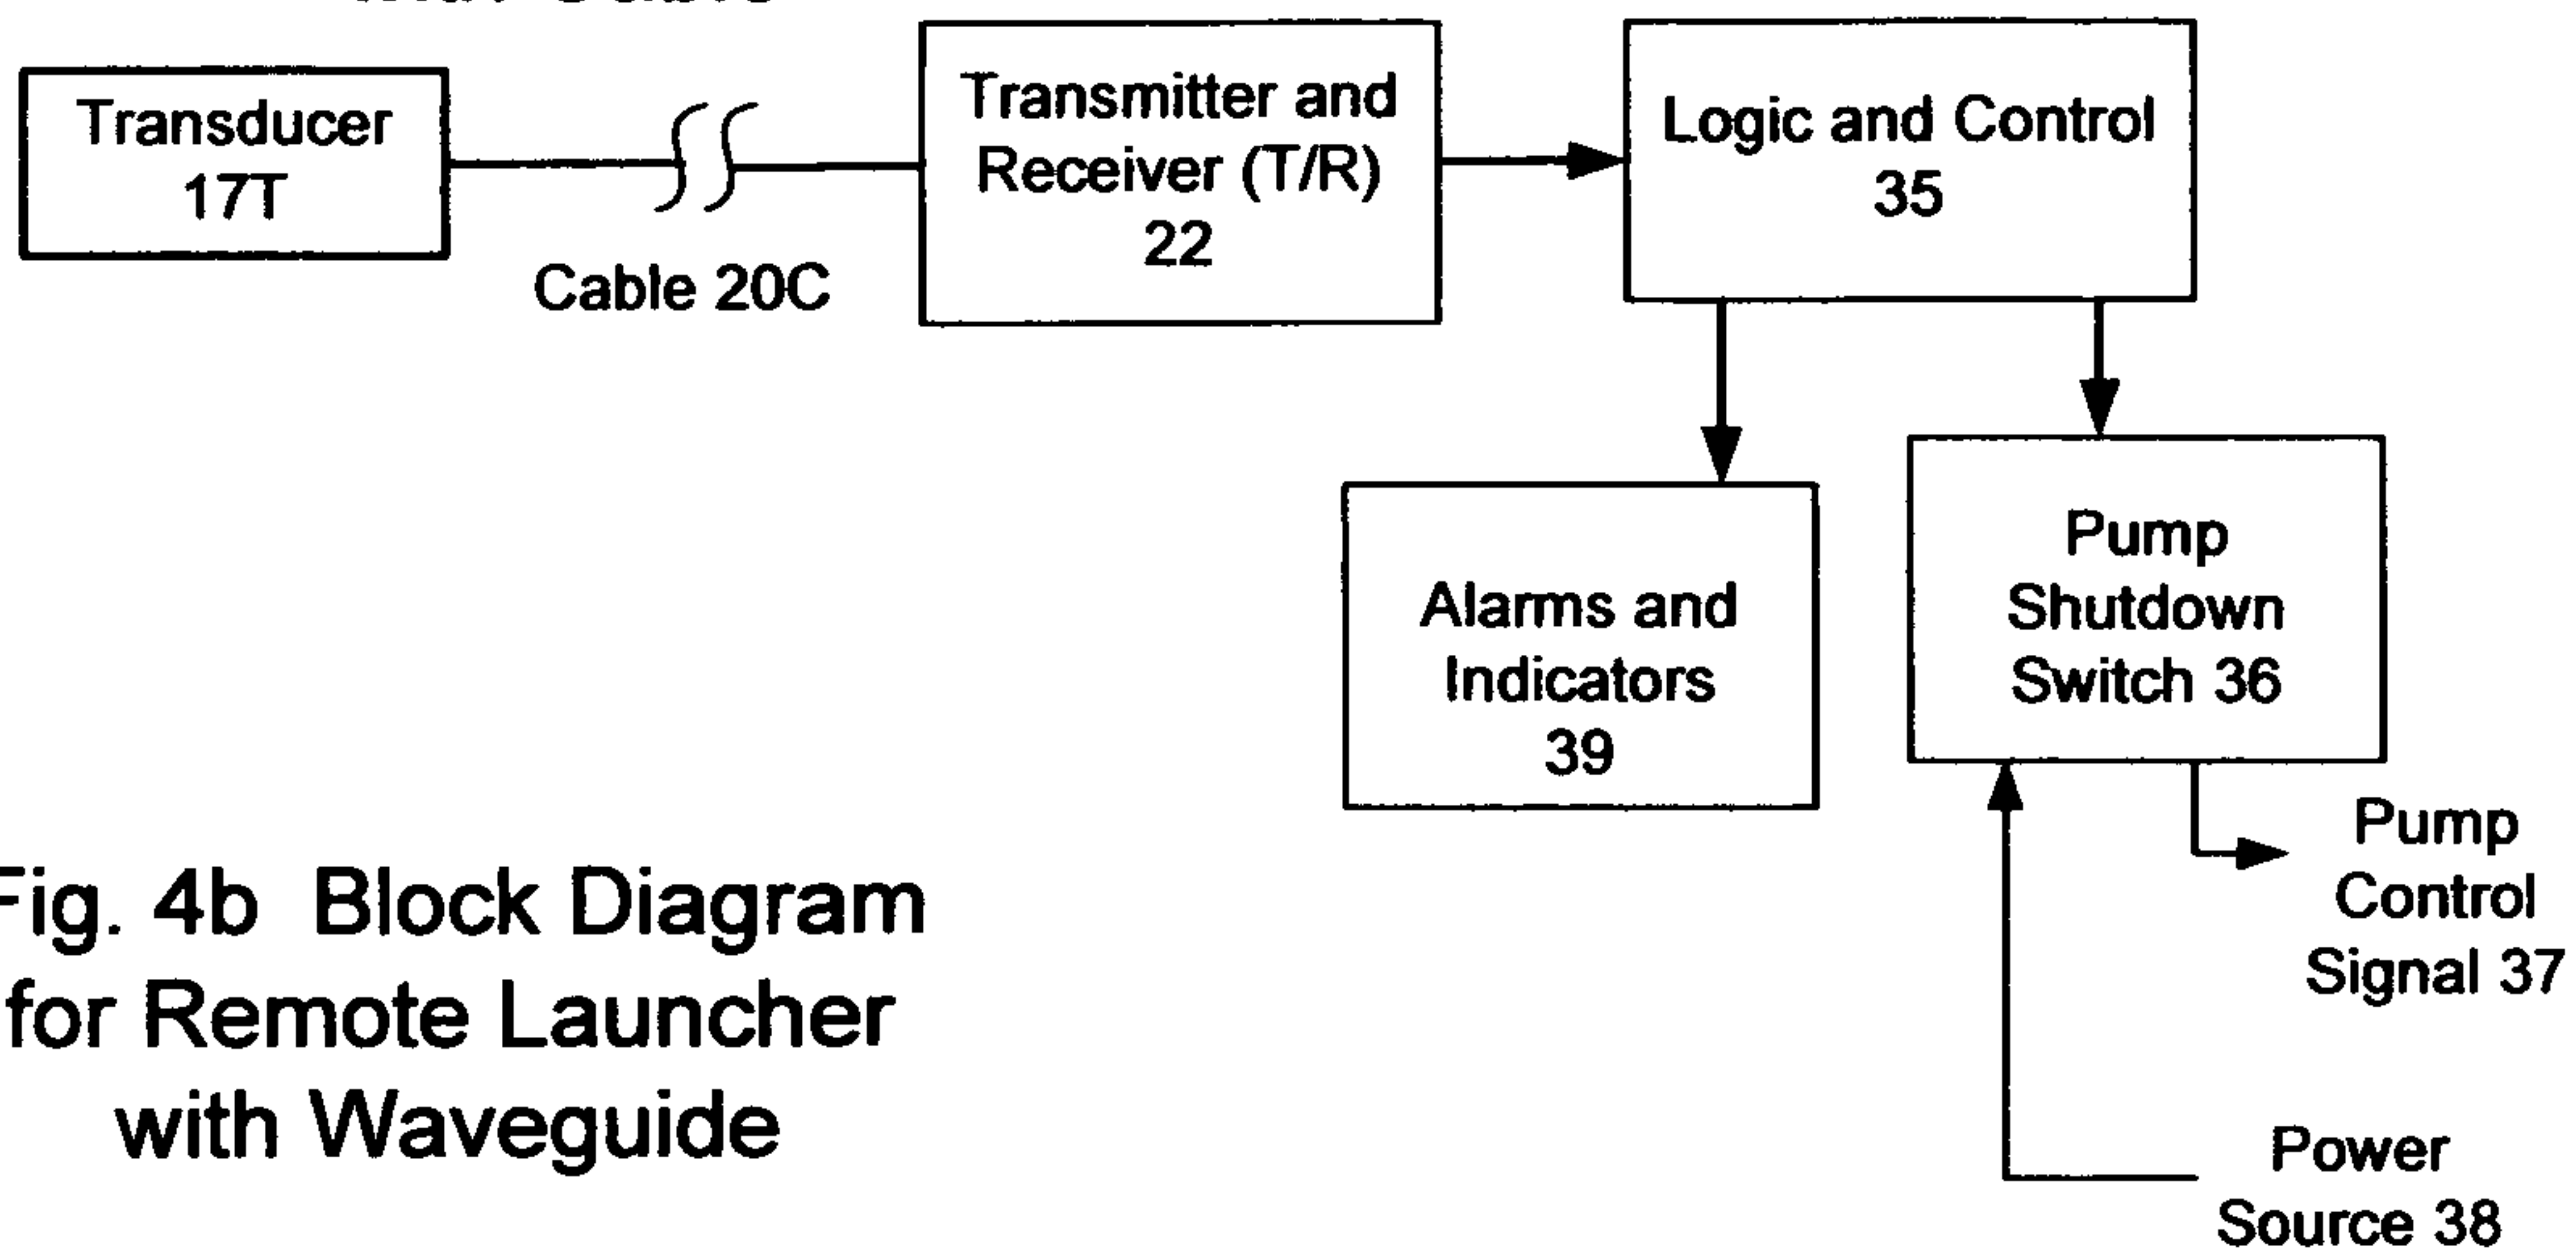 Transducer
17T
Cable 20C
Transmitter and
Receiver (T/R)
22
Logic and Control
35
Alarms and
Indicators
39
Pump
Shutdown
Switch 36
Pump
Control
Signal 37
Power
Source 38
Fig. 4b Block Diagram
for Remote Launcher
with Waveguide